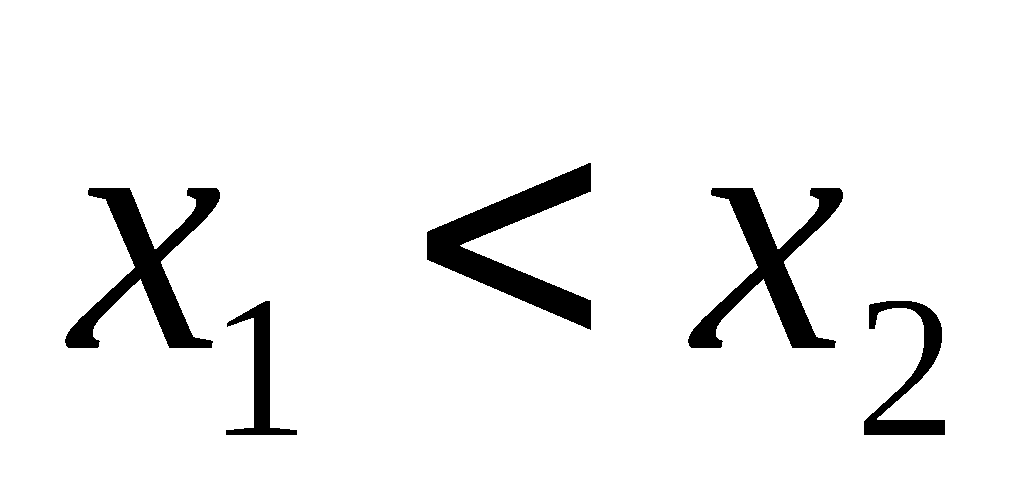 x₁ < x₂